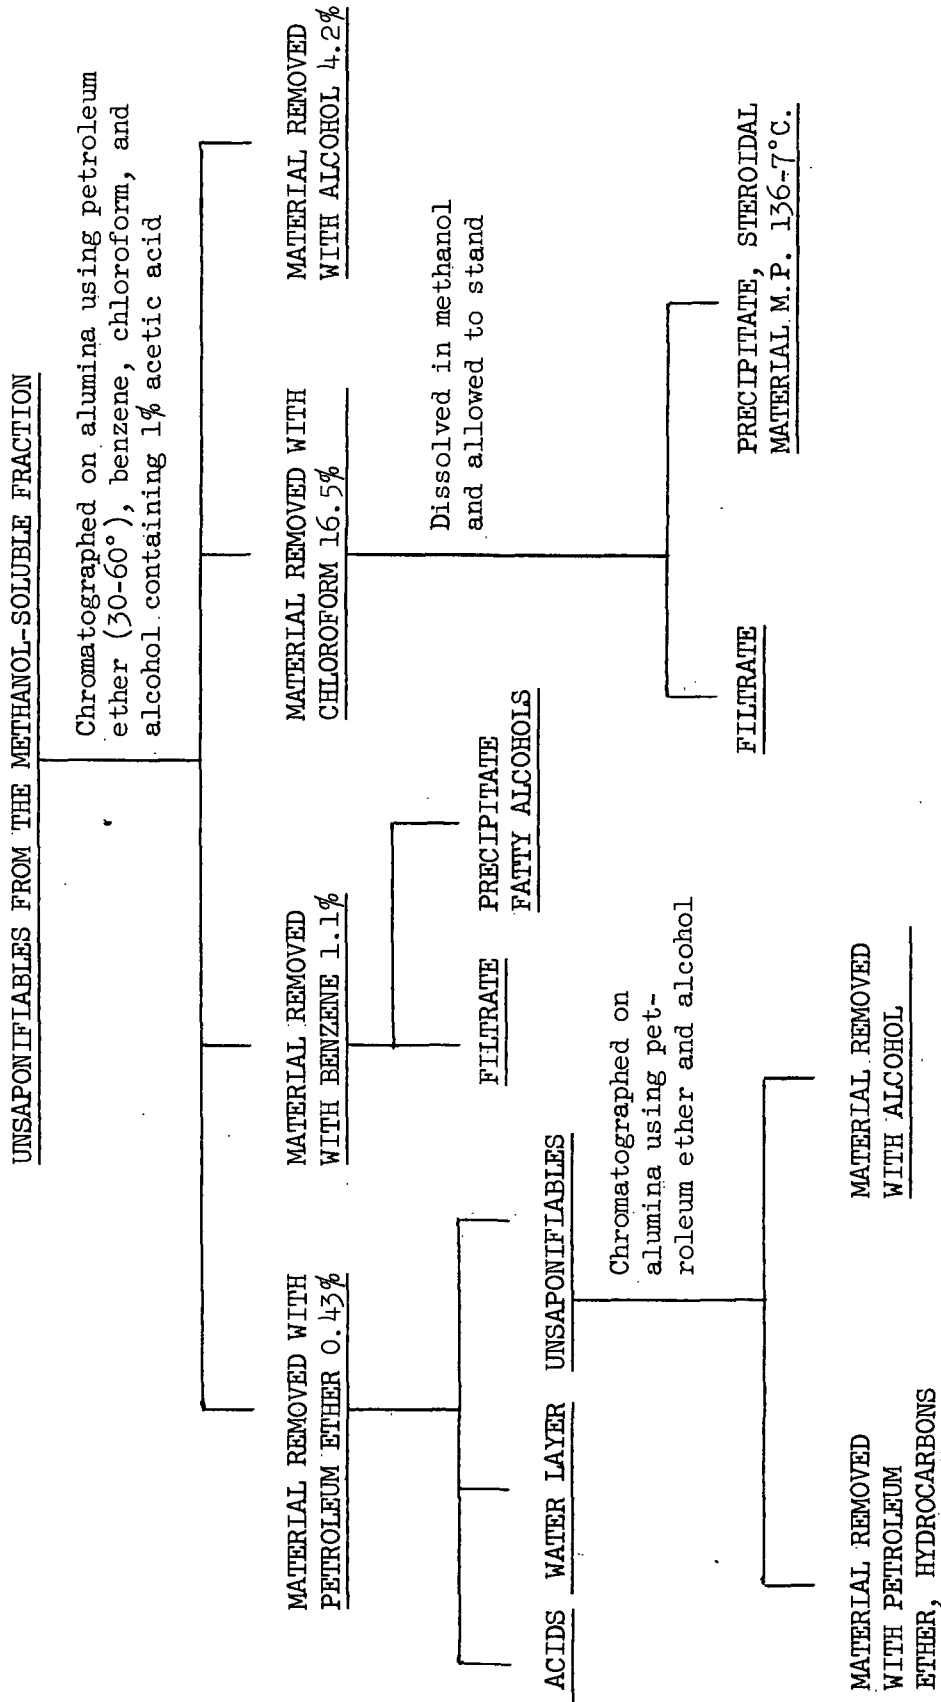 UNSAPONIFIABLES FROM THE METHANOL-SOLUBLE FRACTION
Chromatographed on alumina using petroleum
ether (30-60°), benzene, chloroform, and
alcohol containing 1% acetic acid
MATERIAL REMOVED WITH
PETROLEUM ETHER 0.43%
MATERIAL REMOVED
WITH BENZENE 1.1%
MATERIAL REMOVED WITH
CHLOROFORM 16.5%
MATERIAL REMOVED
WITH ALCOHOL 4.2%
Dissolved in methanol
and allowed to stand
FILTRATE
PRECIPITATE
FATTY ALCOHOLS
ACIDS
WATER LAYER
UNSAPONIFIABLES
Chromatographed on
alumina using pet-
roleum ether and alcohol
FILTRATE
PRECIPITATE, STEROIDAL
MATERIAL M.P. 136-7°C.
MATERIAL REMOVED
WITH PETROLEUM
ETHER, HYDROCARBONS
MATERIAL REMOVED
WITH ALCOHOL